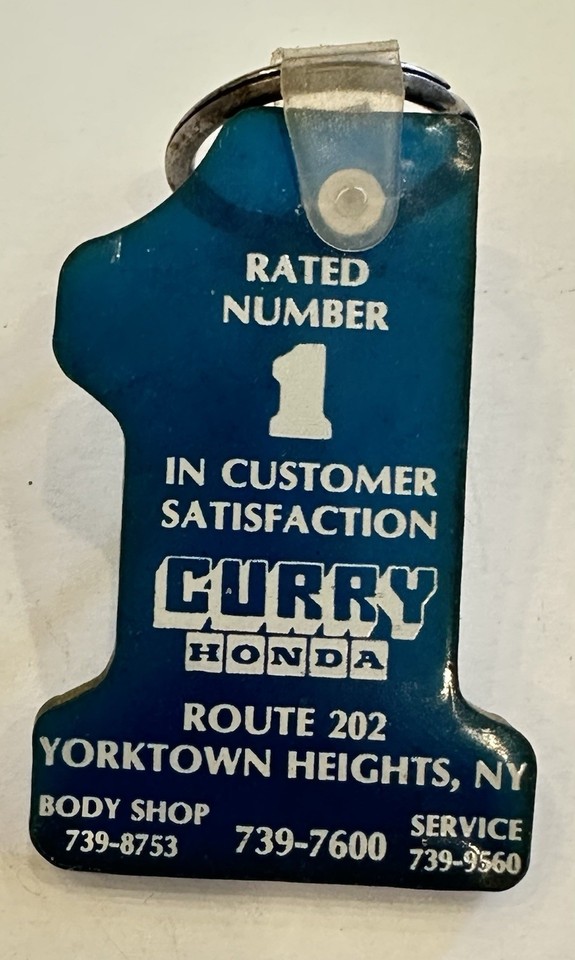 RATED
NUMBER
1
IN CUSTOMER
SATISFACTION
CURRY
HONDA
ROUTE 202
YORKTOWN HEIGHTS, NY
BODY SHOP
739-8753
739-7600
SERVICE
739-9560